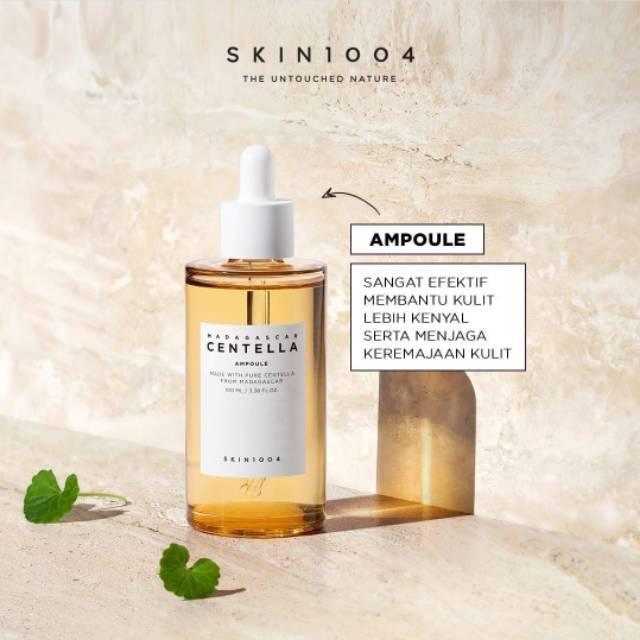 SKIN1004
THE UNTOUCHED NATURE
AMPOULE
SANGAT EFEKTIF
MEMBANTU KULIT
LEBIH KENYAL
SERTA MENJAGA
KEREMAJAAN KULIT
MADAGASCAR
CENTELLA
AMPOULE
MADE WITH PURE CENTELLA
FROM MADAGASCAR
100 ML / 3.38 FL.OZ.
SKIN1004